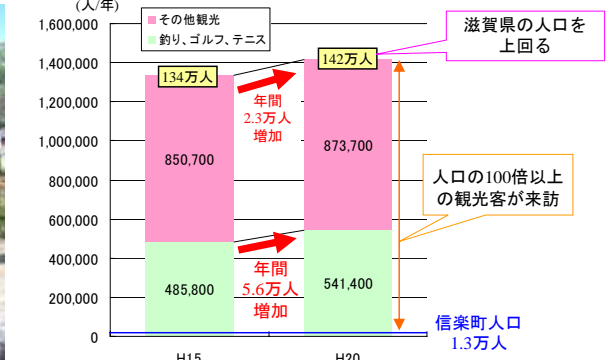 (人/年)
1,600,000
1,400,000
1,200,000
1,000,000
800,000
600,000
400,000
200,000
0
その他観光
釣り、ゴルフ、テニス
134万人
142万人
滋賀県の人口を
上回る
年間
2.3万人
増加
850,700
873,700
人口の100倍以上
の観光客が来訪
年間
5.6万人
増加
485,800
541,400
信楽町人口
1.3万人
H15
H20